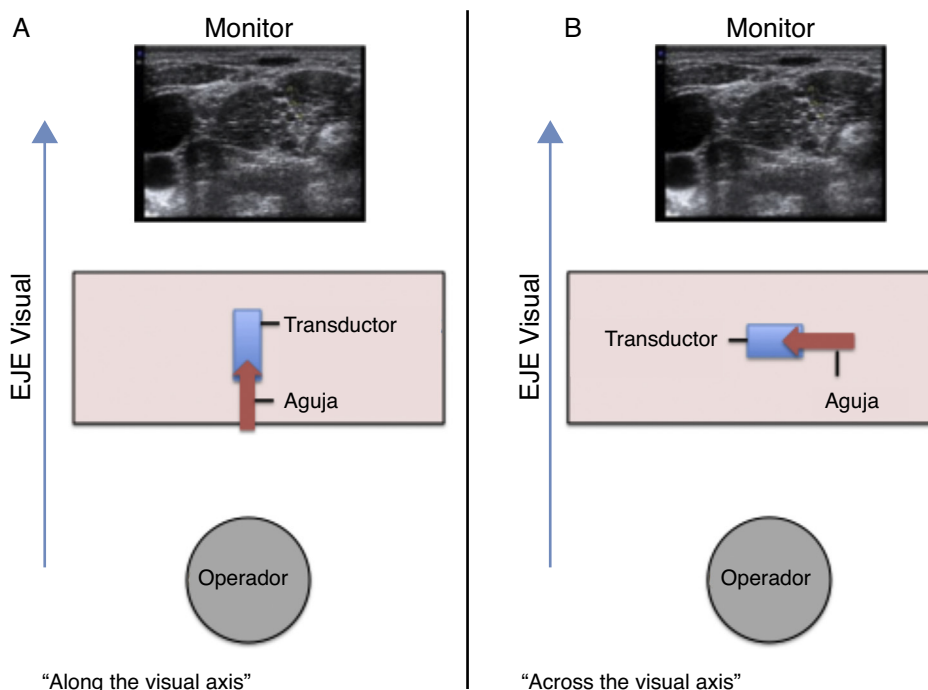 A
Monitor
EJE Visual
Transductor
Aguja
Operador
“Along the visual axis”
B
Monitor
EJE Visual
Transductor
Aguja
Operador
“Across the visual axis”